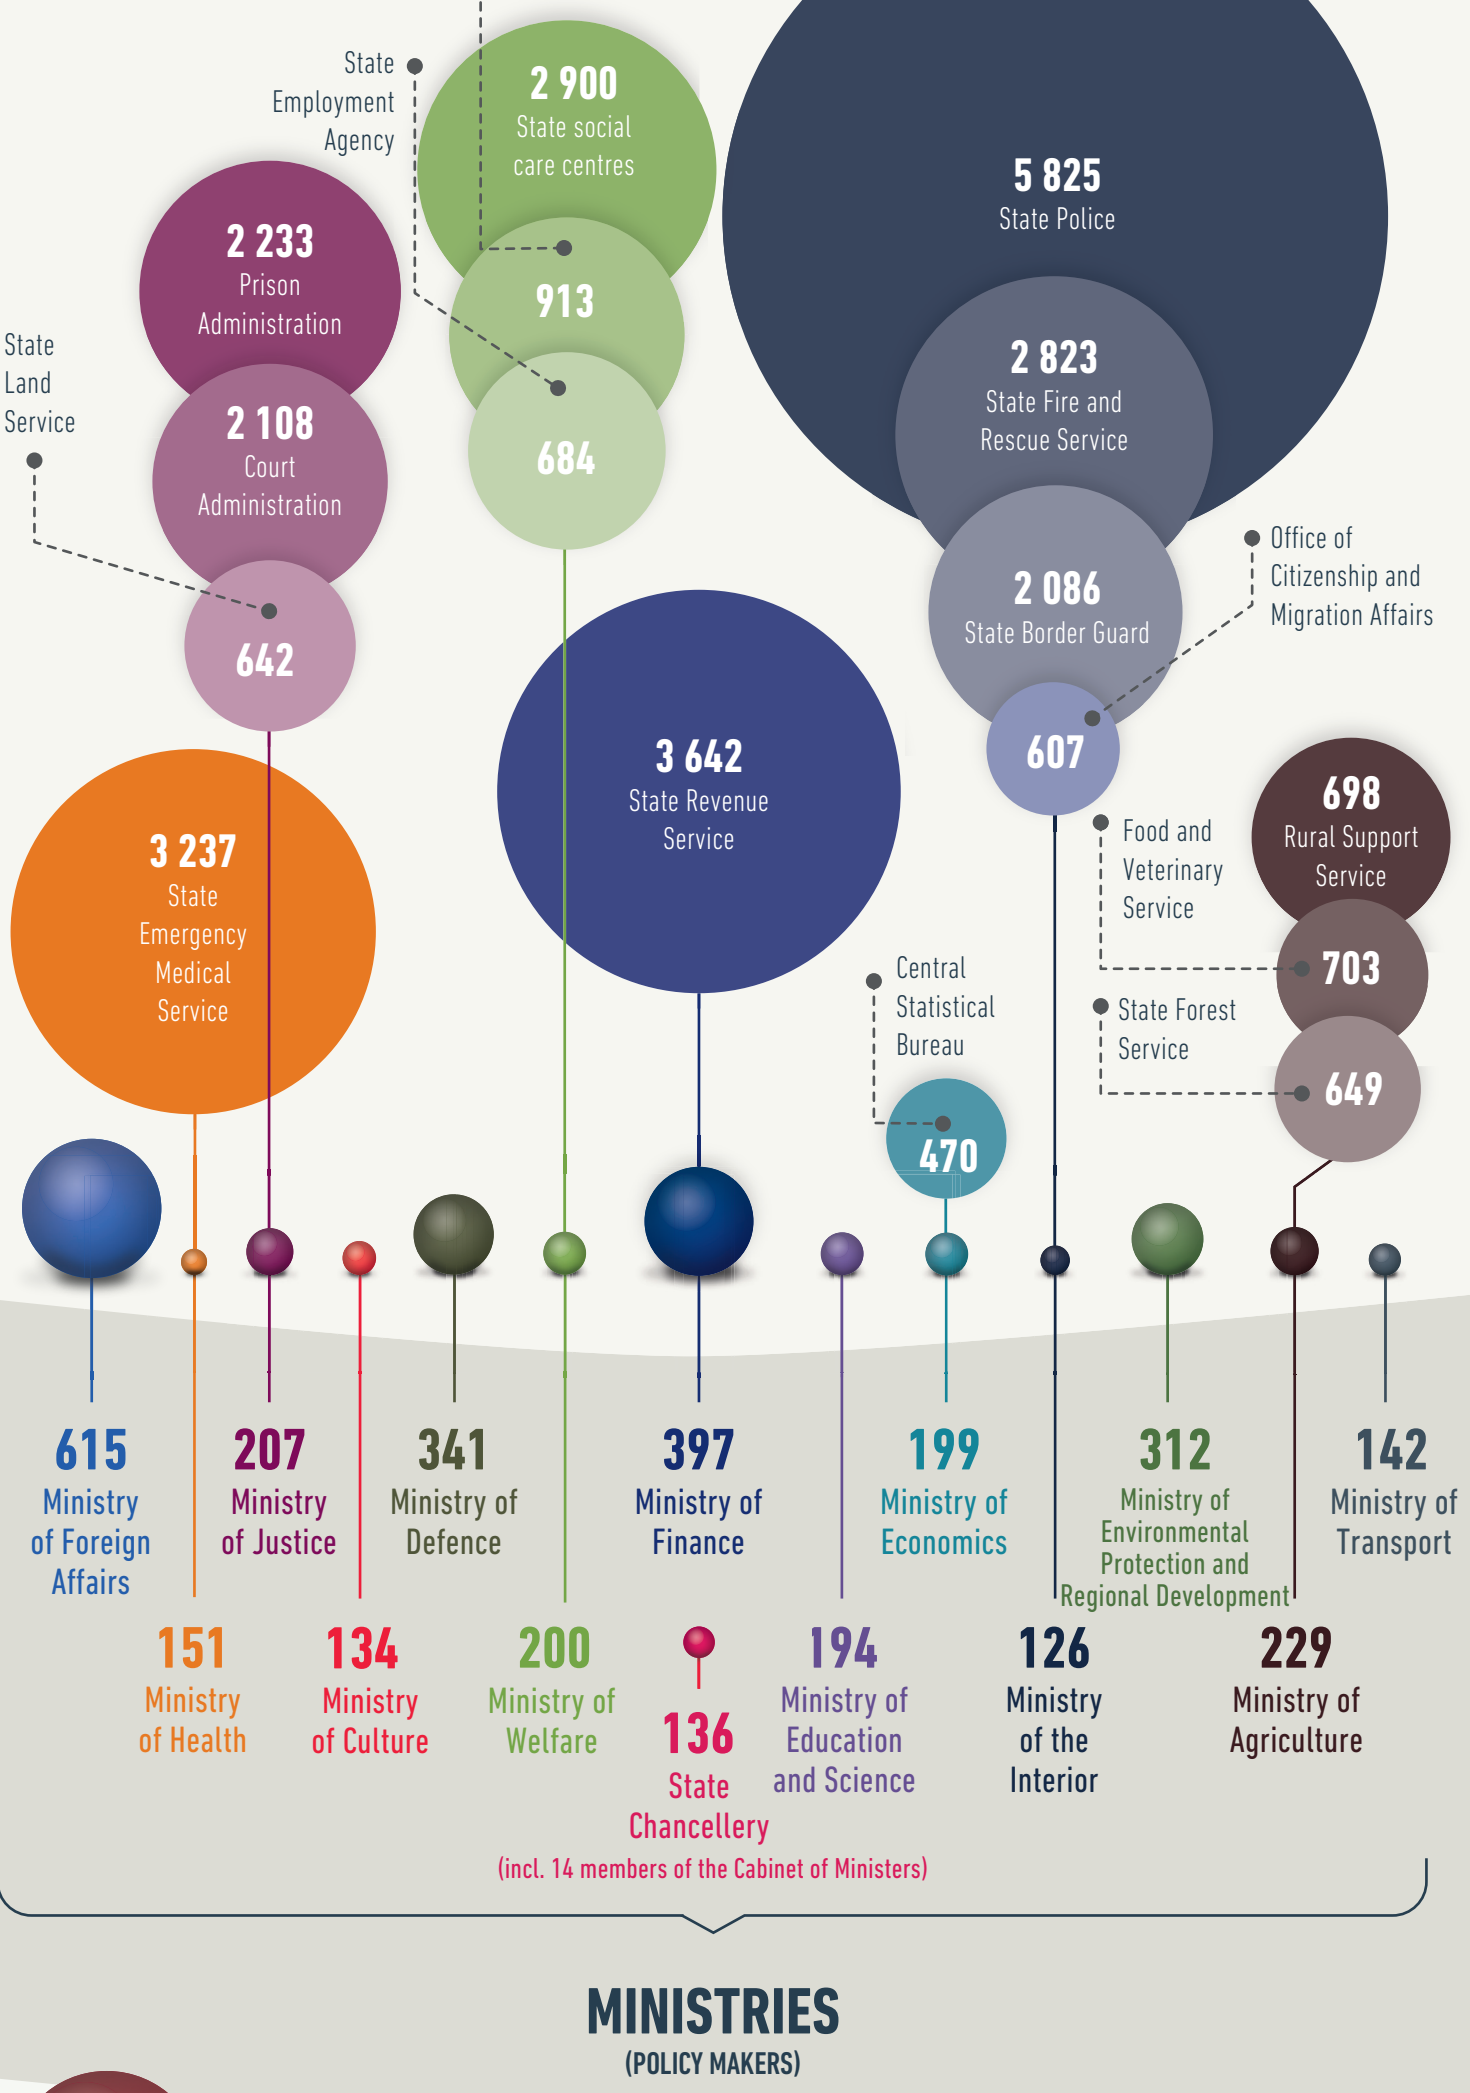 State
Employment
Agency
2 900
State social
care centres
913
684
2 233
Prison
Administration
2 108
Court
Administration
State
Land
Service
642
5 825
State Police
2 823
State Fire and
Rescue Service
2 086
State Border Guard
Office of
Citizenship and
Migration Affairs
607
3 237
State
Emergency
Medical
Service
3 642
State Revenue
Service
Central
Statistical
Bureau
470
698
Rural Support
Service
Food and
Veterinary
Service
703
State Forest
Service
649
615
Ministry
of Foreign
Affairs
207
Ministry
of Justice
341
Ministry of
Defence
397
Ministry of
Finance
199
Ministry of
Economics
312
Ministry of
Environmental
Protection and
Regional Development
142
Ministry of
Transport
151
Ministry
of Health
134
Ministry
of Culture
200
Ministry of
Welfare
136
State
Chancellery
(incl. 14 members of the Cabinet of Ministers)
194
Ministry of
Education
and Science
126
Ministry
of the
Interior
229
Ministry of
Agriculture
MINISTRIES
(POLICY MAKERS)